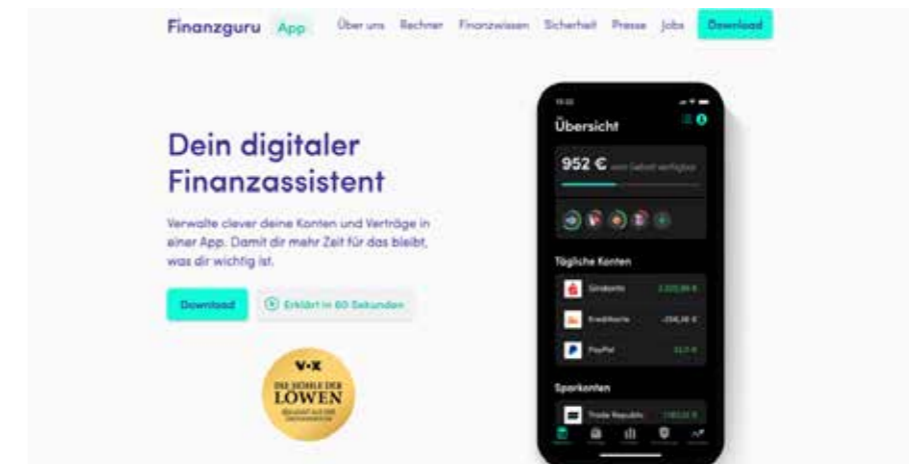 Finanzguru App Über uns Rechner Finanzwissen Sicherheit Presse Jobs Download
Dein digitaler
Finanzassistent
Verwalte clever deine Konten und Verträge in
einer App. Damit dir mehr Zeit für das bleibt,
was dir wichtig ist.
Download Erklärt in 60 Sekunden
VOX
DIE HÖHLE DER
LÖWEN
Übersicht
952 €
Tägliche Konten
Girokonto
Kreditkarte
PayPal
Sparkonten
Trade Republic